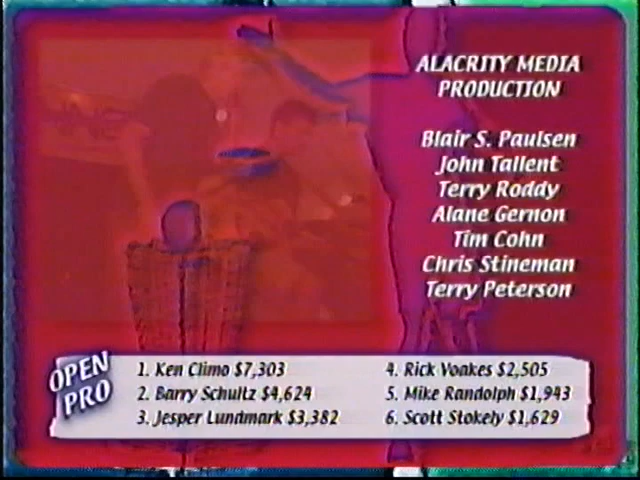 ALACRITY MEDIA
PRODUCTION
Blair S. Paulsen
John Tallent
Terry Roddy
Alane Gernon
Tim Cohn
Chris Stineman
Terry Peterson
OPEN
PRO
1. Ken Climo $7,303
2. Barry Schultz $4,624
3. Jesper Lundmark $3,382
4. Rick Voakes $2,505
5. Mike Randolph $1,943
6. Scott Stokely $1,629